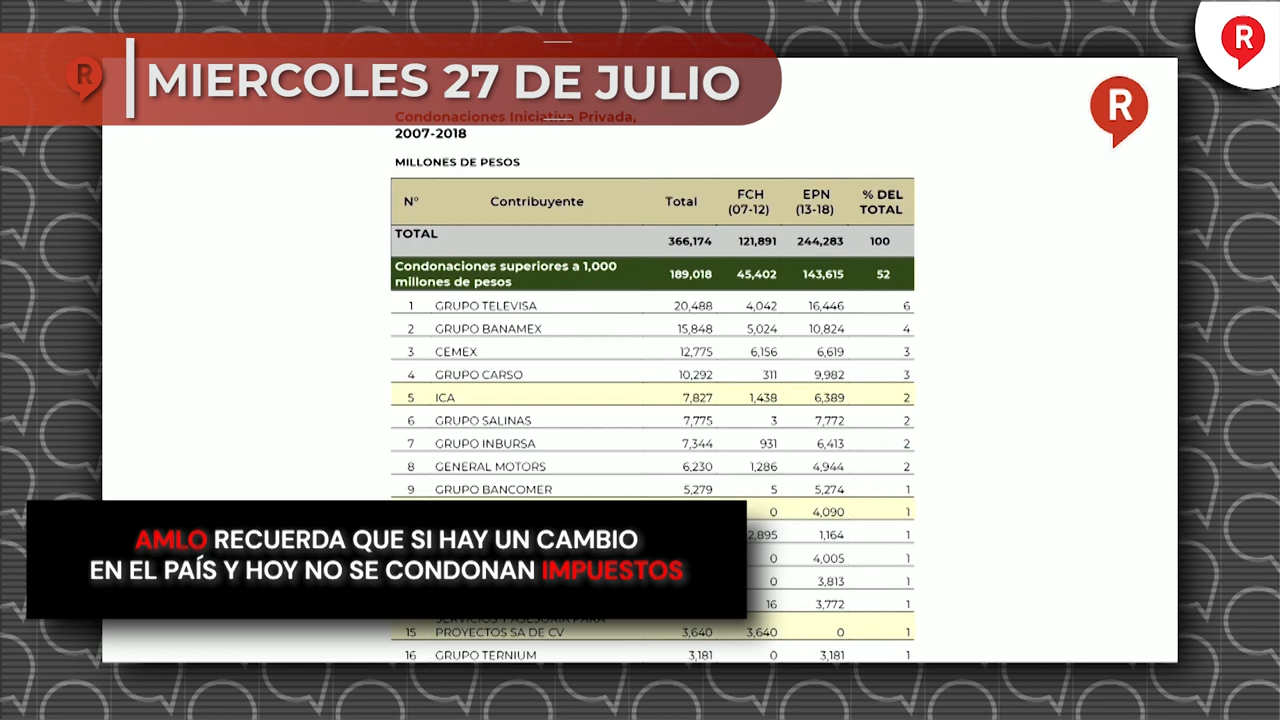 R
MIERCOLES 27 DE JULIO
R
R
Condonaciones Iniciativa Privada,
2007-2018
MILLONES DE PESOS
N° Contribuyente Total FCH (07-12) EPN (13-18) % DEL TOTAL
TOTAL 366,174 121,891 244,283 100
Condonaciones superiores a 1,000
millones de pesos 189,018 45,402 143,615 52
1 GRUPO TELEVISA 20,488 4,042 16,446 6
2 GRUPO BANAMEX 15,848 5,024 10,824 4
3 CEMEX 12,775 6,156 6,619 3
4 GRUPO CARSO 10,292 311 9,982 3
5 ICA 7,827 1,438 6,389 2
6 GRUPO SALINAS 7,775 3 7,772 2
7 GRUPO INBURSA 7,344 931 6,413 2
8 GENERAL MOTORS 6,230 1,286 4,944 2
9 GRUPO BANCOMER 5,279 5 5,274 1
0 4,090 1
2,895 1,164 1
0 4,005 1
0 3,813 1
16 3,772 1
AMLO RECUERDA QUE SI HAY UN CAMBIO
EN EL PAÍS Y HOY NO SE CONDONAN IMPUESTOS
SERVICIOS Y ASESORIA PARA
15 PROYECTOS SA DE CV 3,640 3,640 0 1
16 GRUPO TERNIUM 3,181 0 3,181 1